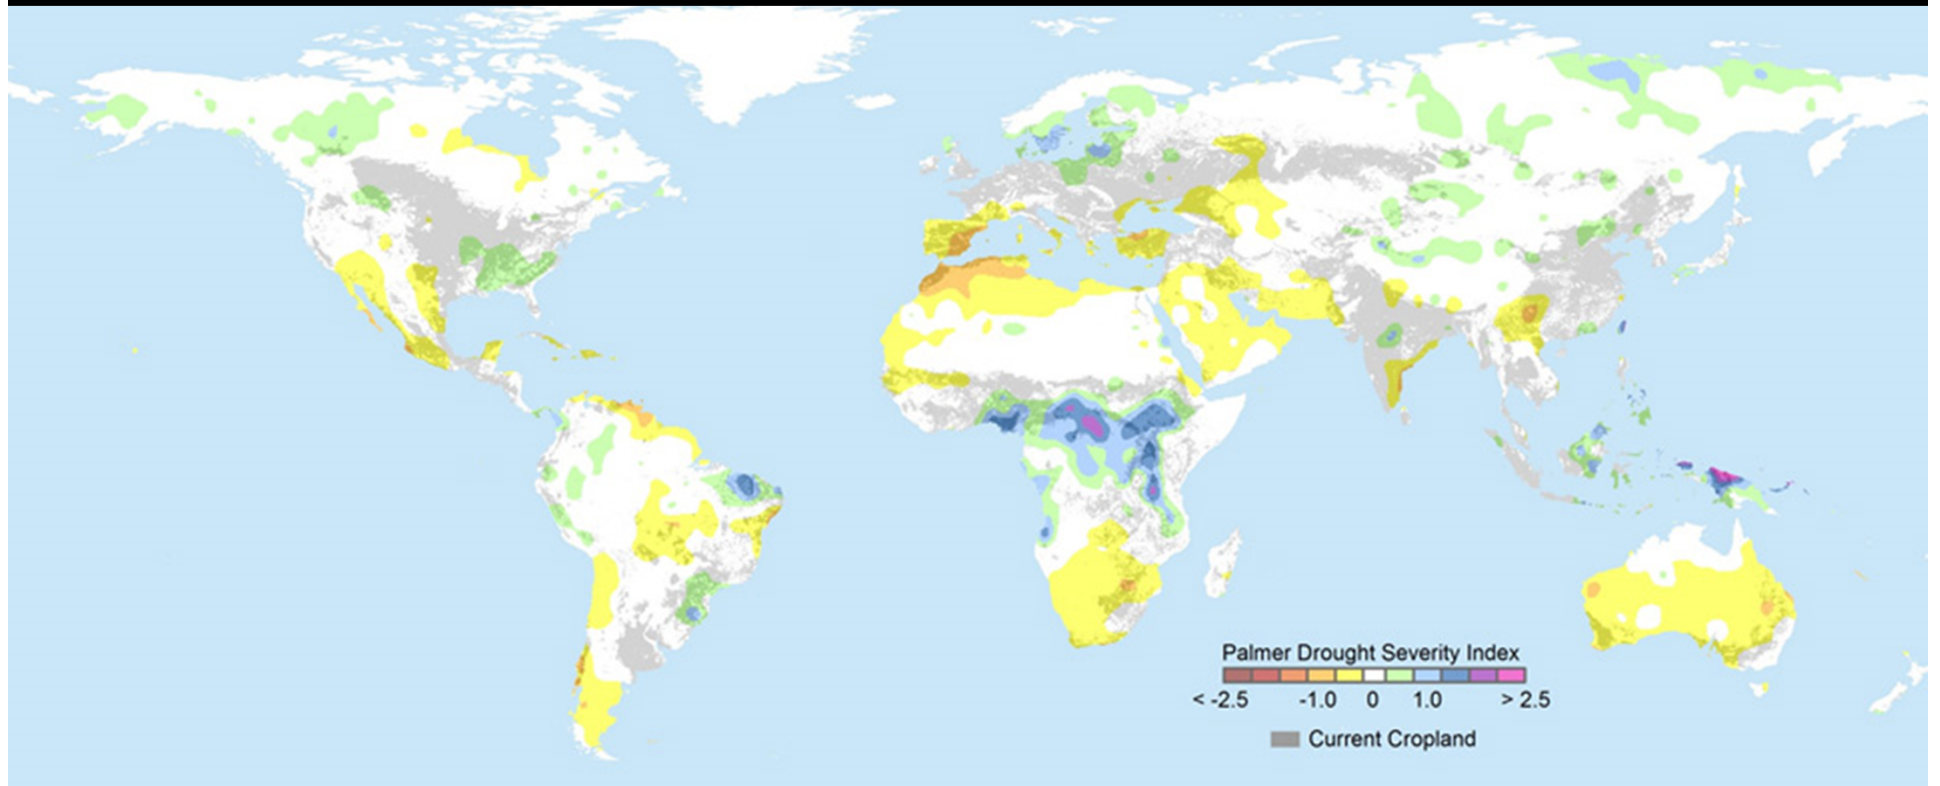 Palmer Drought Severity Index
< -2.5 -1.0 0 1.0 > 2.5
Current Cropland